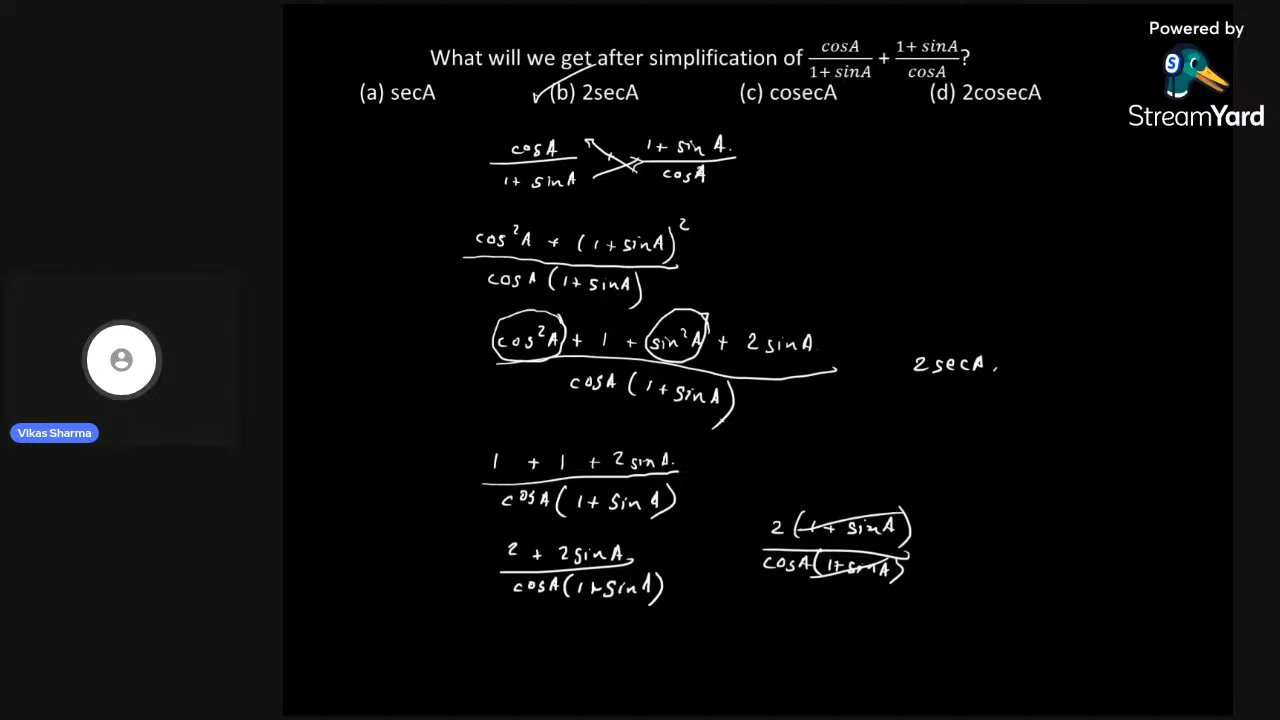 Powered by
StreamYard
What will we get after simplification of cosA/1+ sinA + 1+ sinA/cosA?
(a) secA (b) 2secA (c) cosecA (d) 2cosecA
cosA 1+ sin A.
1+ sinA cosA
cos²A + (1+sinA)²
cosA (1+sinA)
cos²A + 1 + sin²A + 2 sinA
cosA (1+sinA)
2secA.
Vikas Sharma
1 + 1 + 2sinA.
cosA (1+ sinA)
2 + 2sinA
cosA(1+sinA)
2 (1+ sinA)
cosA(1+sinA)